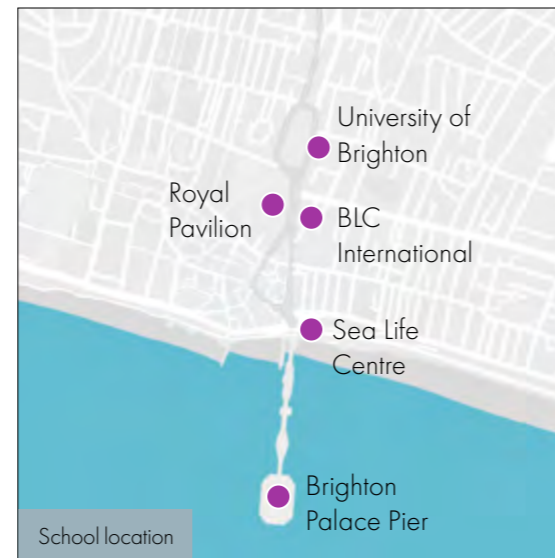 University of
Brighton
Royal
Pavilion
BLC
International
Sea Life
Centre
Brighton
Palace Pier
School location